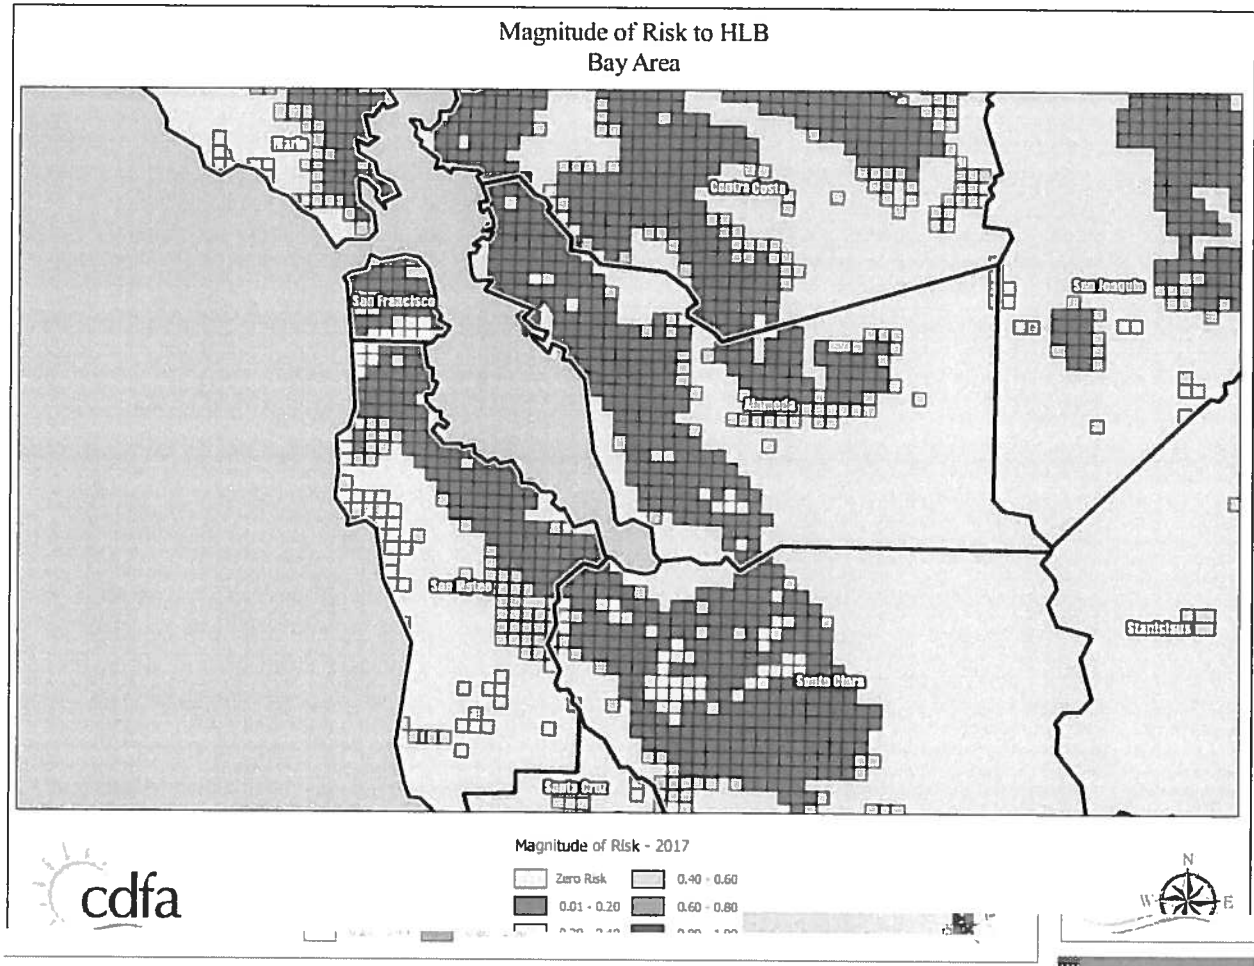 Magnitude of Risk to HLB
Bay Area
Marin
Contra Costa
San Francisco
San Joaquin
Alameda
San Mateo
Stanislaus
Santa Clara
Santa Cruz
Magnitude of Risk - 2017
Zero Risk
0.40 - 0.60
0.01 - 0.20
0.60 - 0.80
cdfa
N
W
E